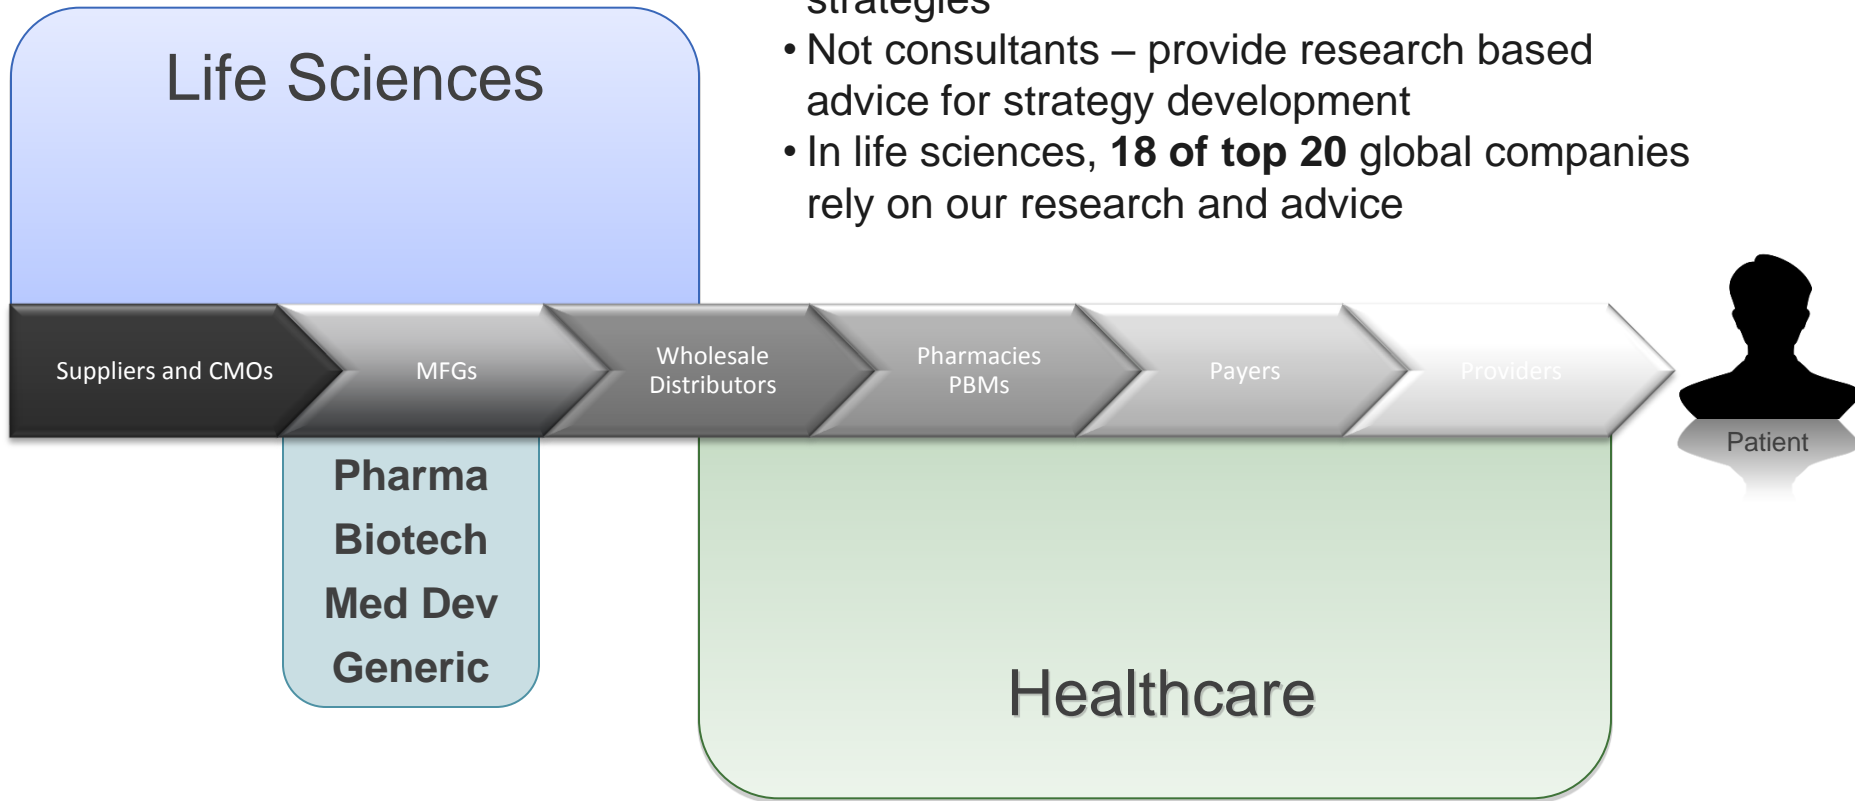 strategies
• Not consultants – provide research based
advice for strategy development
• In life sciences, 18 of top 20 global companies
rely on our research and advice
Life Sciences
Suppliers and CMOs
MFGs
Wholesale
Distributors
Pharmacies
PBMs
Payers
Providers
Patient
Pharma
Biotech
Med Dev
Generic
Healthcare